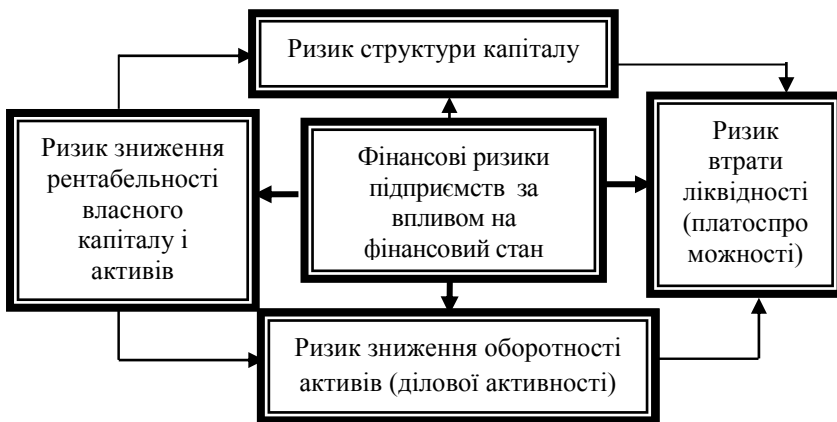 Ризик структури капіталу
Ризик зниження
рентабельності
власного
капіталу і
активів
Фінансові ризики
підприємств за
впливом на
фінансовий стан
Ризик
втрати
ліквідності
(платоспро
можності)
Ризик зниження оборотності
активів (ділової активності)